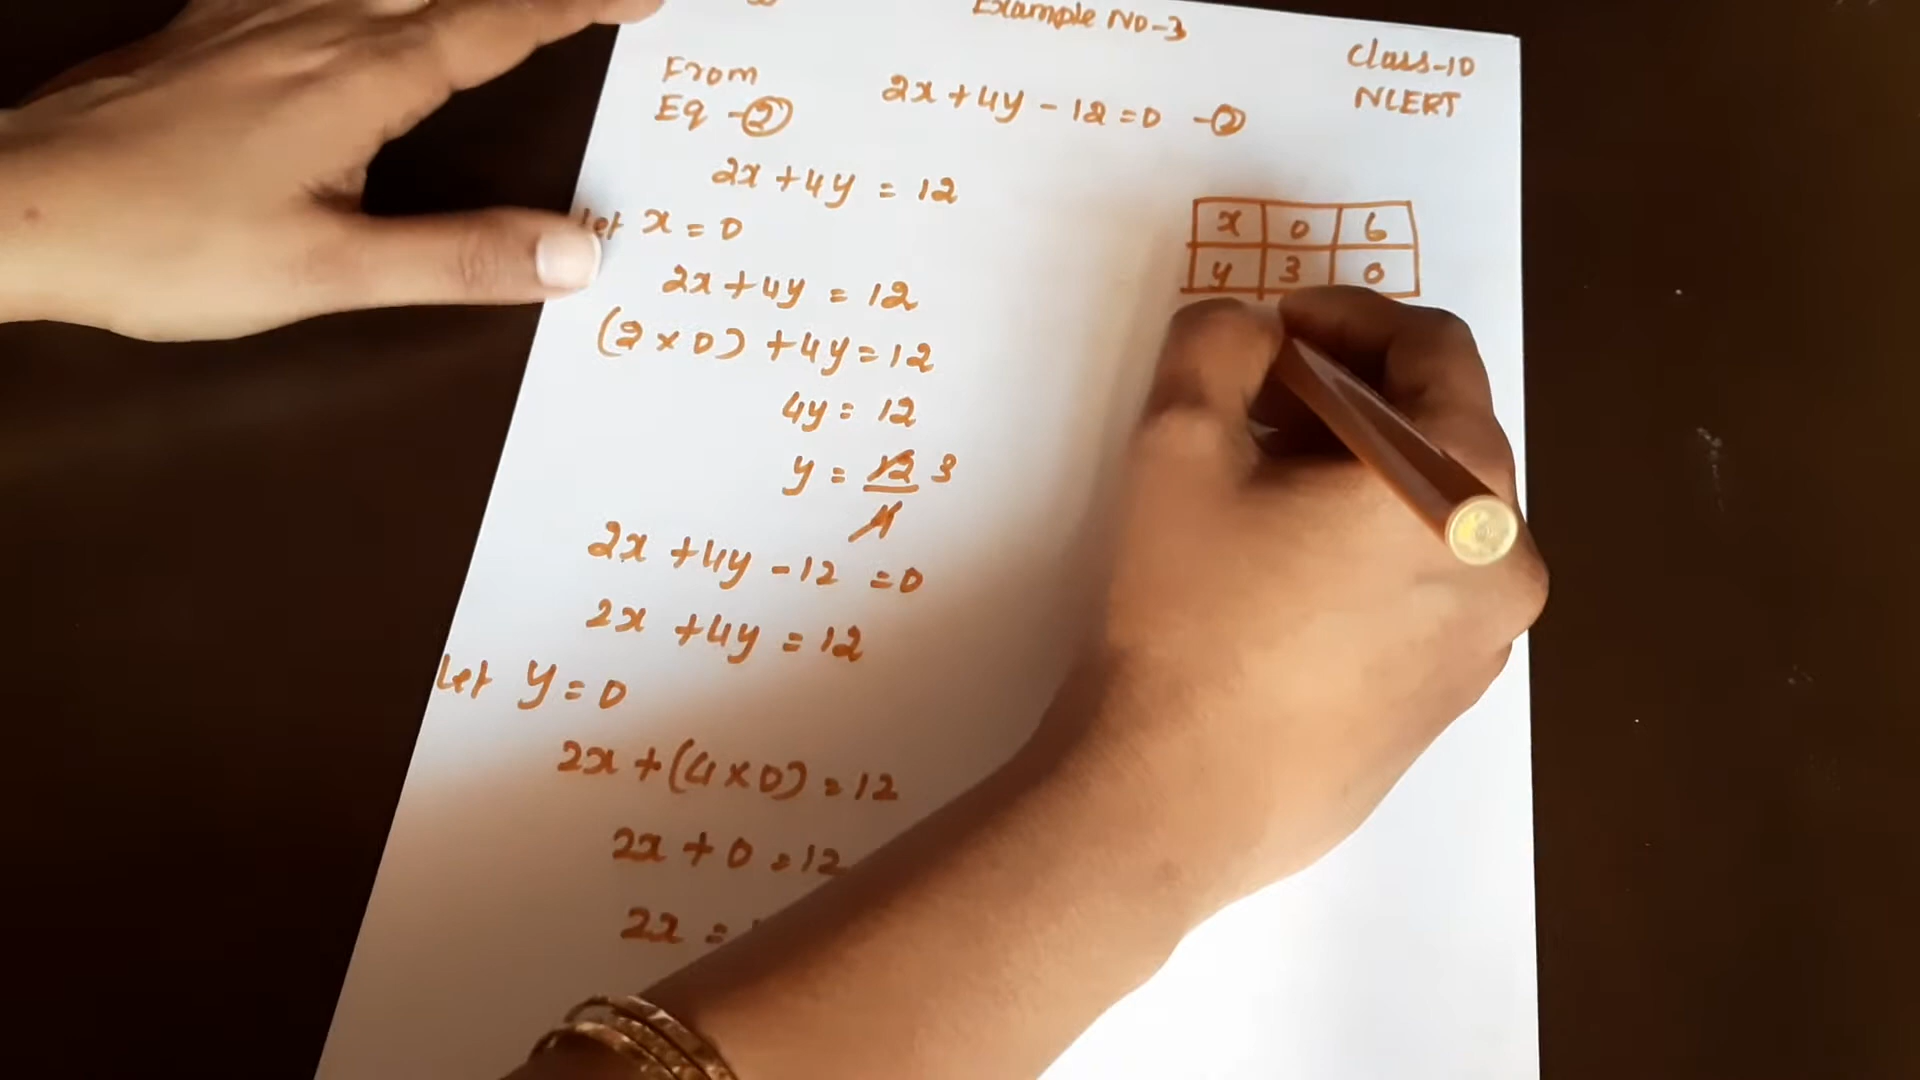 Example No-3
Class-10
NCERT
From
Eq -②
2x + 4y - 12 = 0 -②
2x + 4y = 12
Let x = 0
2x + 4y = 12
(2 × 0) + 4y = 12
4y = 12
y = 12/4 3
2x + 4y - 12 = 0
2x + 4y = 12
Let y = 0
2x + (4 × 0) = 12
2x + 0 = 12
2x =
x 0 6
y 3 0